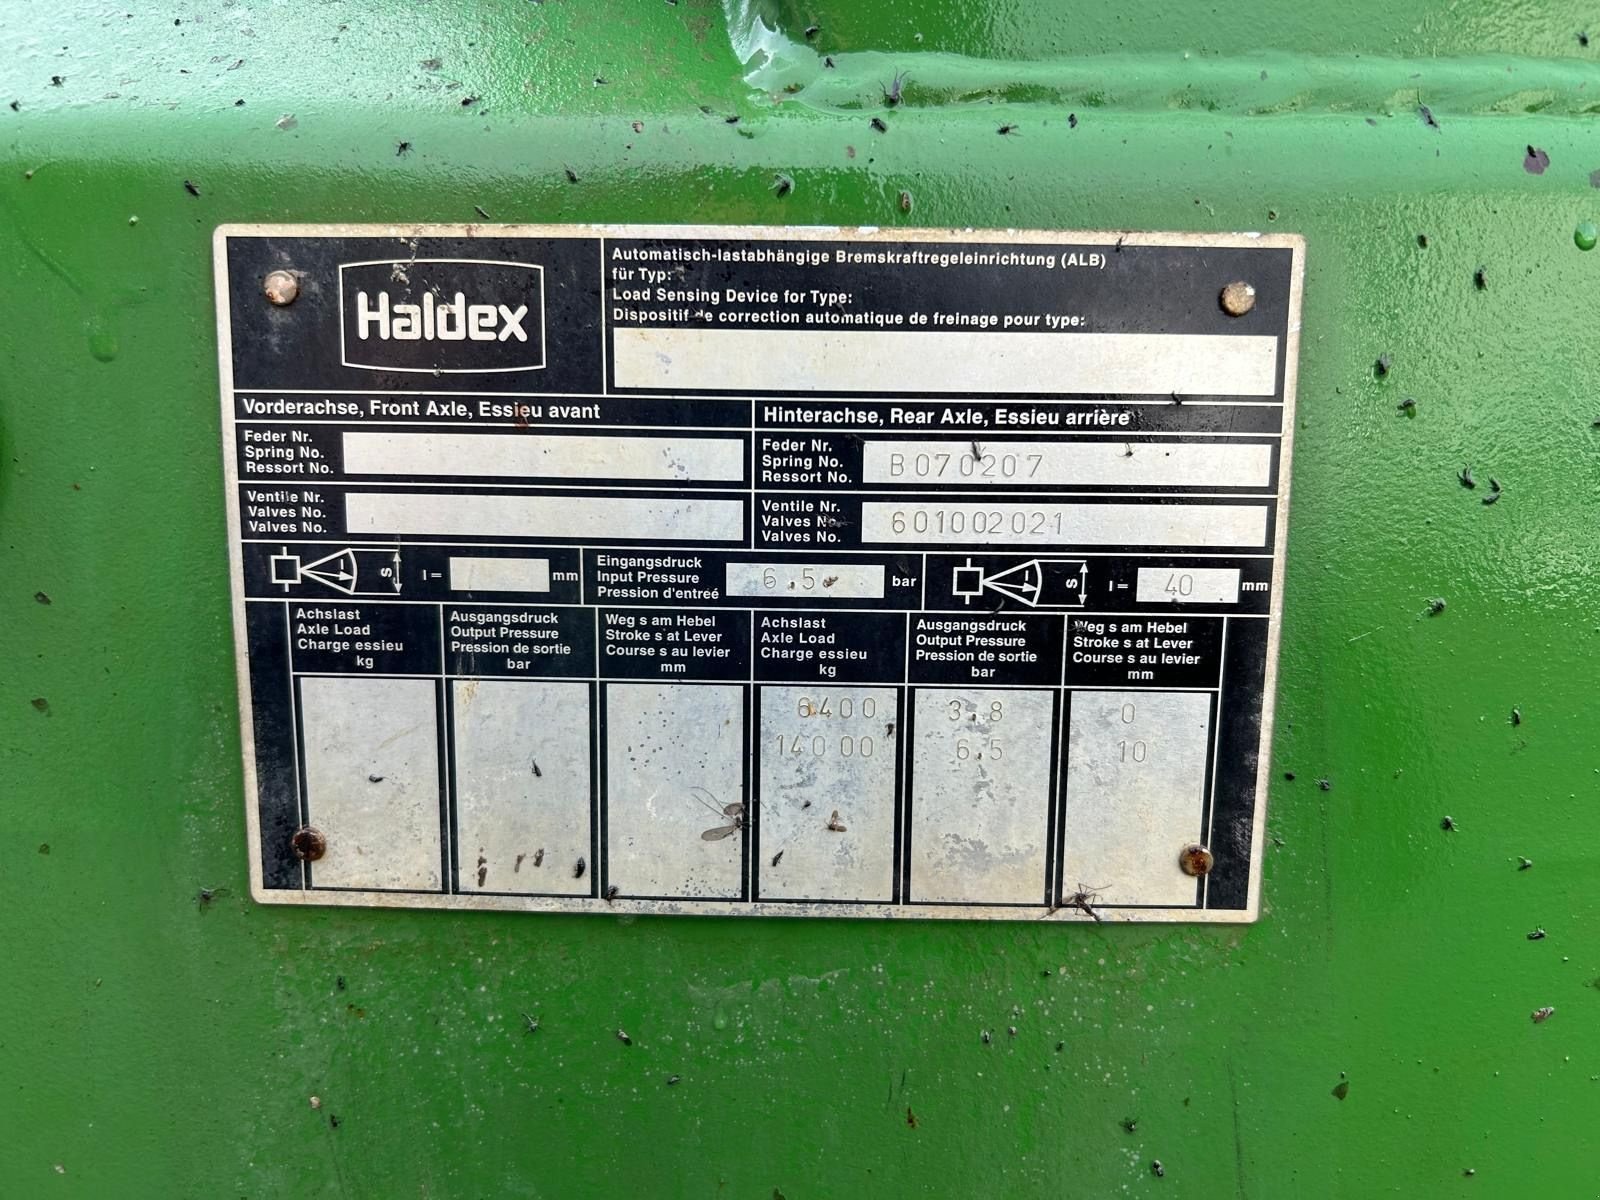 Haldex
Automatisch-lastabhängige Bremskraftregeleinrichtung (ALB)
für Typ:
Load Sensing Device for Type:
Dispositif de correction automatique de freinage pour type:
Vorderachse, Front Axle, Essieu avant
Feder Nr.
Spring No.
Ressort No.
Ventile Nr.
Valves No.
Valves No.
Hinterachse, Rear Axle, Essieu arrière
Feder Nr.
Spring No.
Ressort No.
B070207
Ventile Nr.
Valves No.
Valves No.
601002021
s
l = mm
Eingangsdruck
Input Pressure
Pression d'entreé
6.5 bar
s
l = 40 mm
Achslast
Axle Load
Charge essieu
kg
Ausgangsdruck
Output Pressure
Pression de sortie
bar
Weg s am Hebel
Stroke s at Lever
Course s au levier
mm
Achslast
Axle Load
Charge essieu
kg
Ausgangsdruck
Output Pressure
Pression de sortie
bar
Weg s am Hebel
Stroke s at Lever
Course s au levier
mm
3.8 0
14000 6.5 10